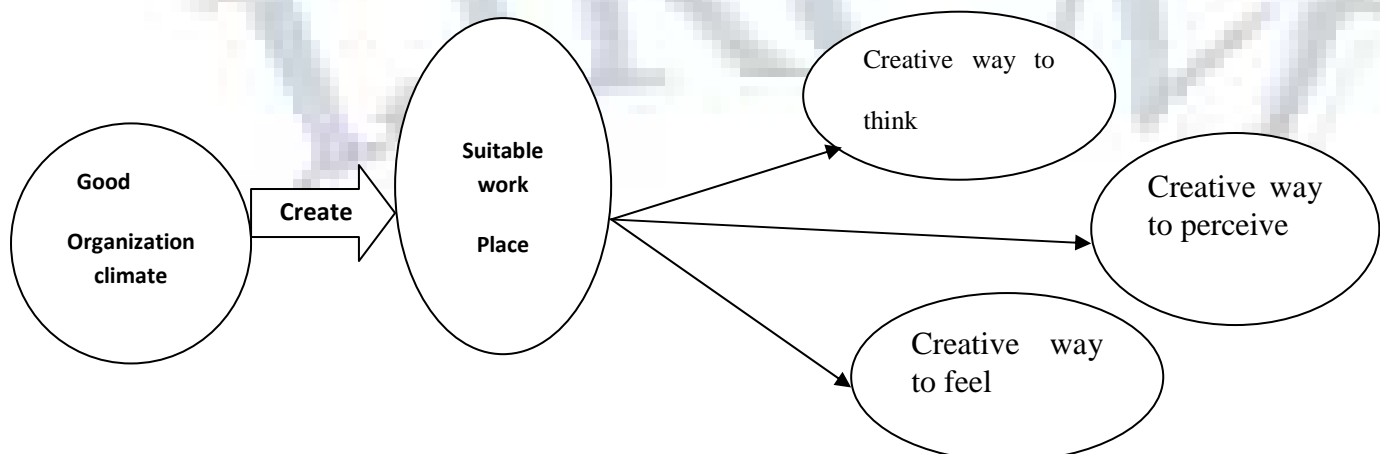 Good
Organization
climate
Create
Suitable
work
Place
Creative way to
think
Creative way
to perceive
Creative way
to feel